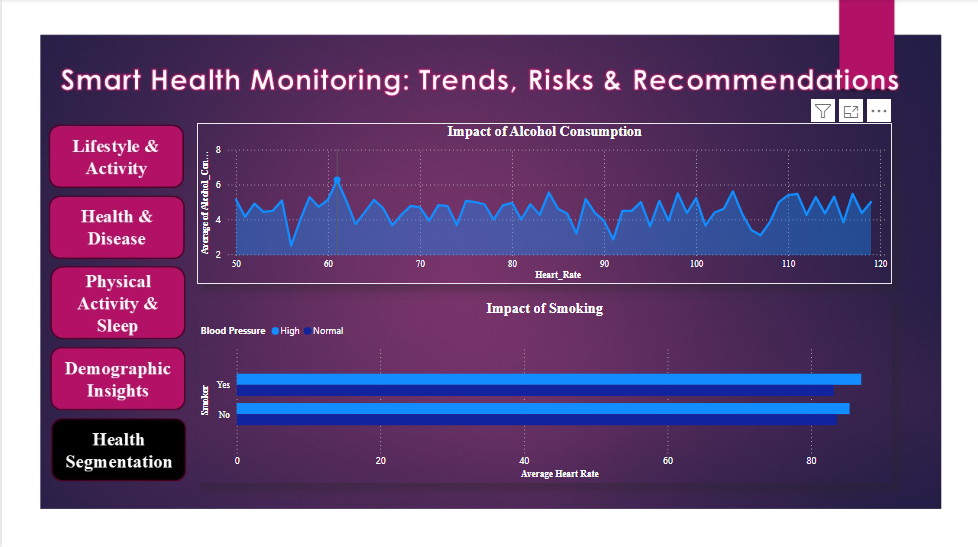 Smart Health Monitoring: Trends, Risks & Recommendations
Lifestyle &
Activity
Health &
Disease
Physical
Activity &
Sleep
Demographic
Insights
Health
Segmentation
Impact of Alcohol Consumption
Average of Alcohol_Con...
8
6
4
2
50
60
70
80
90
100
110
120
Heart_Rate
Impact of Smoking
Blood Pressure
High
Normal
Smoker
Yes
No
0
20
40
60
80
Average Heart Rate